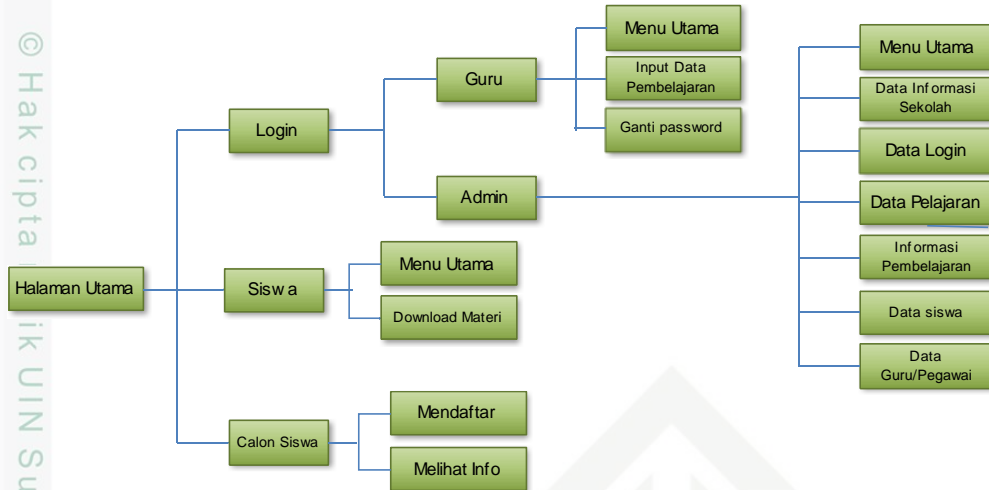 © Hak cipta milik UIN Su
Halaman Utama
Login
Guru
Menu Utama
Input Data
Pembelajaran
Ganti password
Admin
Menu Utama
Data Informasi
Sekolah
Data Login
Data Pelajaran
Informasi
Pembelajaran
Data siswa
Data
Guru/Pegawai
Siswa
Menu Utama
Download Materi
Calon Siswa
Mendaftar
Melihat Info